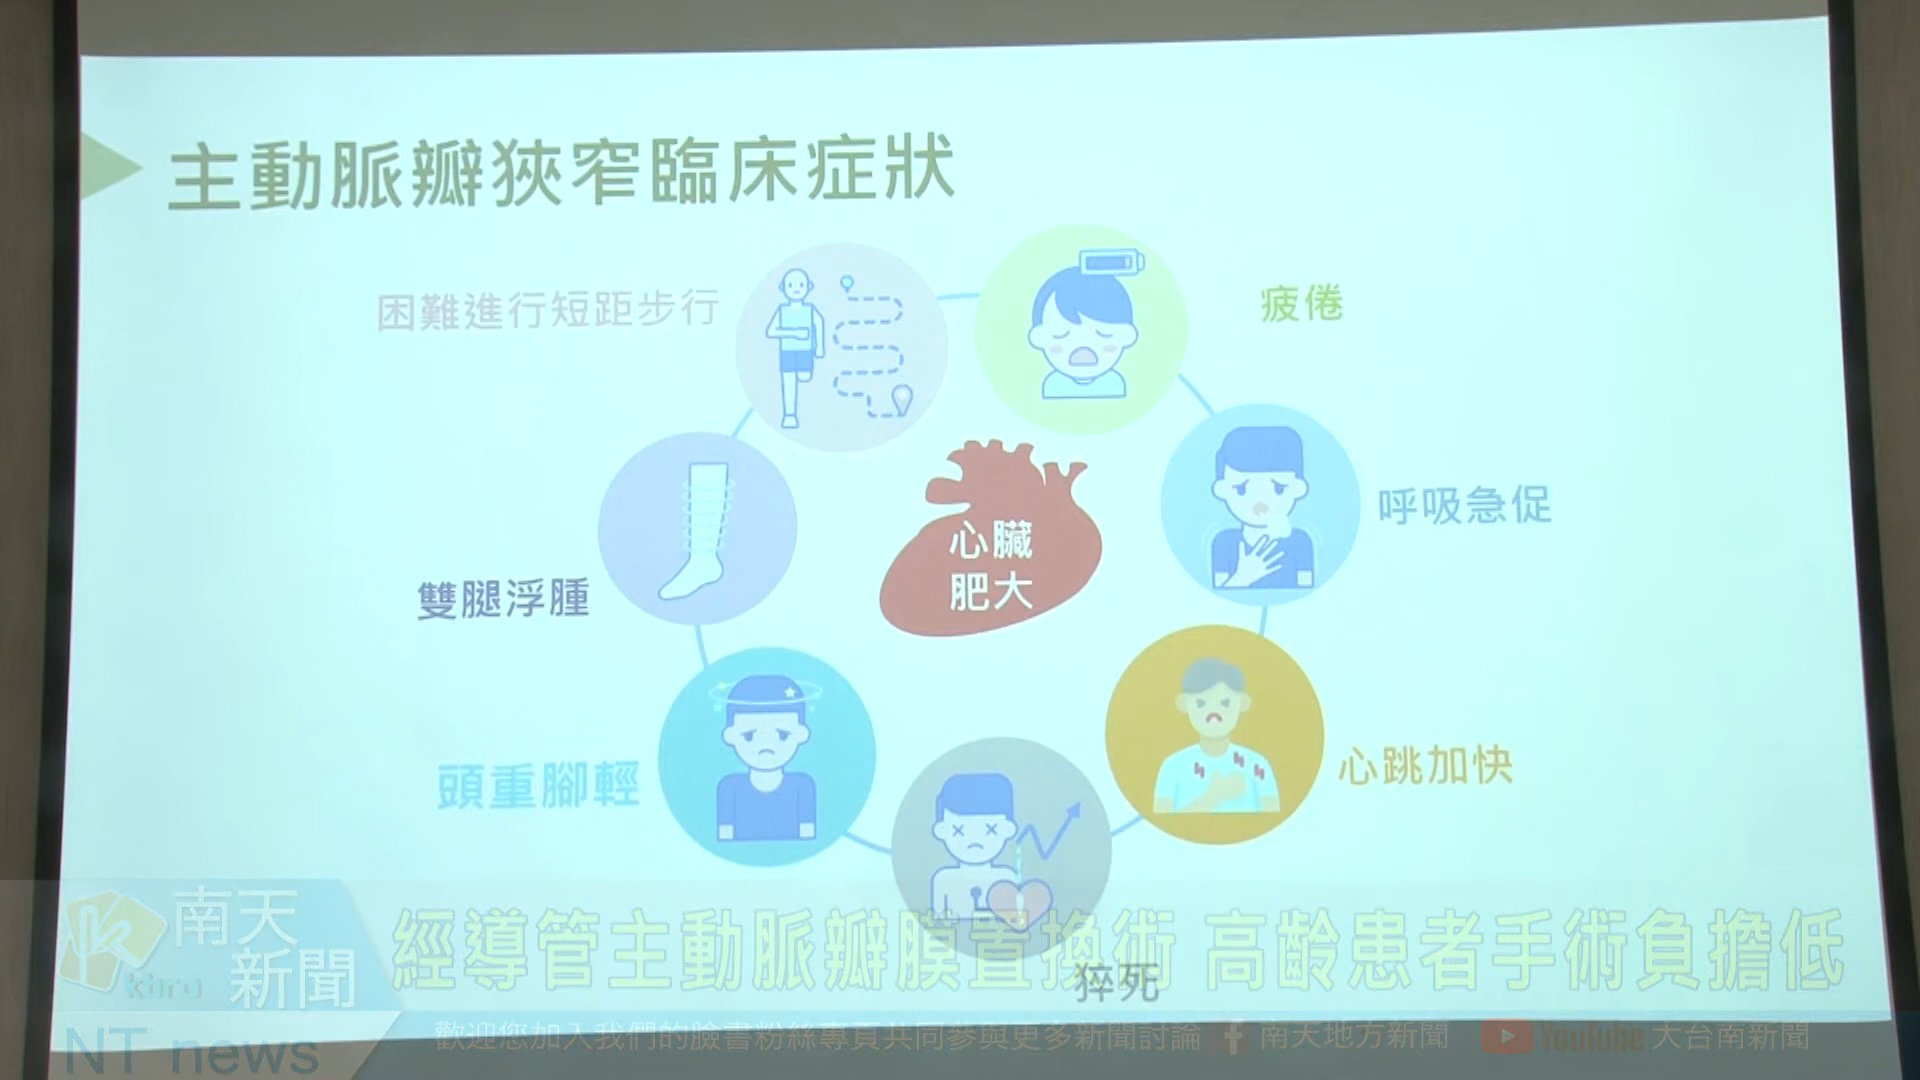 主動脈瓣狹窄臨床症狀
困難進行短距步行
疲倦
呼吸急促
心臟
肥大
雙腿浮腫
心跳加快
頭重腳輕
猝死
南天
新聞
kuro
經導管主動脈瓣膜置換術 高齡患者手術負擔低
NT news
歡迎您加入我們的臉書粉絲專頁共同參與更多新聞討論 南天地方新聞 YouTube 大台南新聞